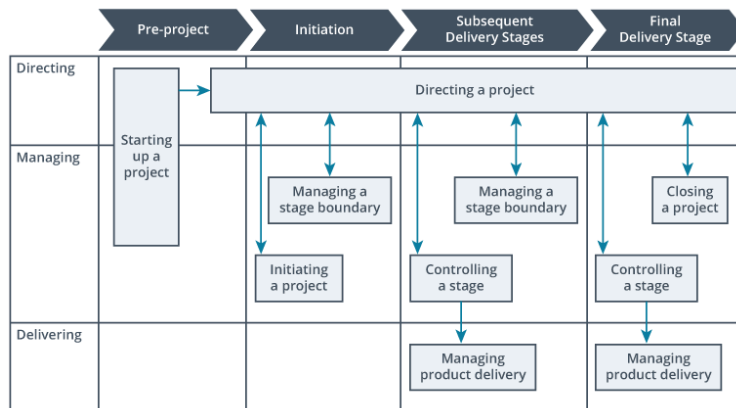 Pre-project
Initiation
Subsequent
Delivery Stages
Final
Delivery Stage
Directing
Starting
up a
project
Directing a project
Managing
Managing a
stage boundary
Managing a
stage boundary
Closing
a project
Initiating
a project
Controlling
a stage
Controlling
a stage
Delivering
Managing
product delivery
Managing
product delivery